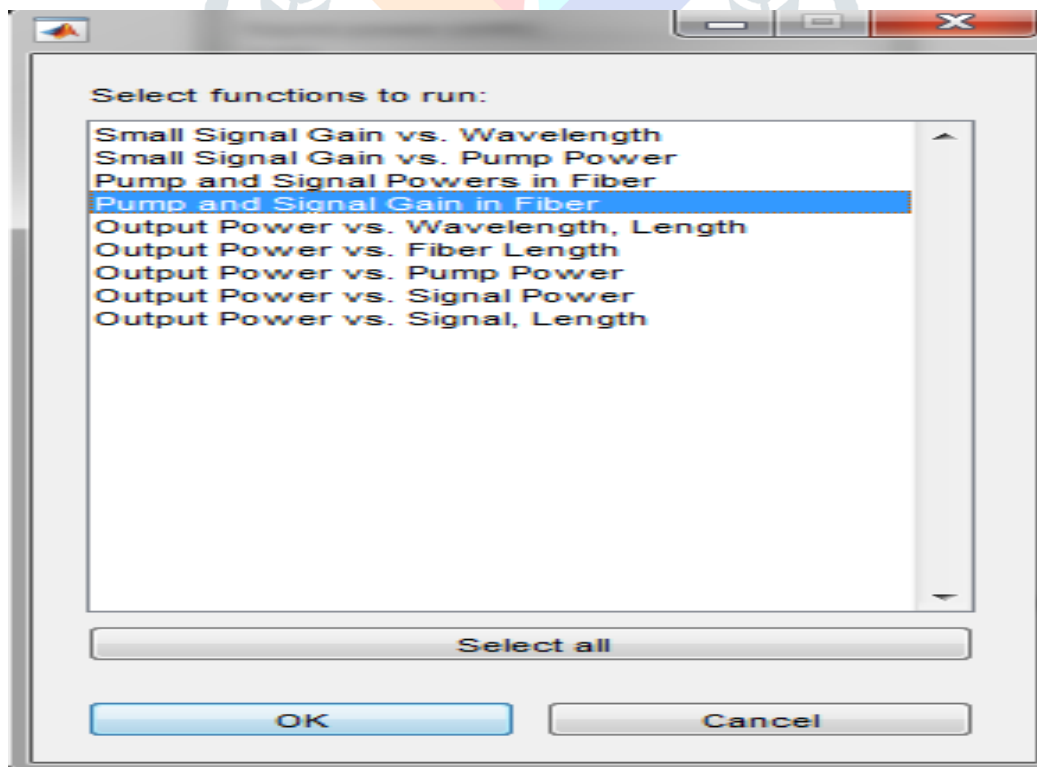 Select functions to run:
Small Signal Gain vs. Wavelength
Small Signal Gain vs. Pump Power
Pump and Signal Powers in Fiber
Pump and Signal Gain in Fiber
Output Power vs. Wavelength, Length
Output Power vs. Fiber Length
Output Power vs. Pump Power
Output Power vs. Signal Power
Output Power vs. Signal, Length
Select all
OK
Cancel